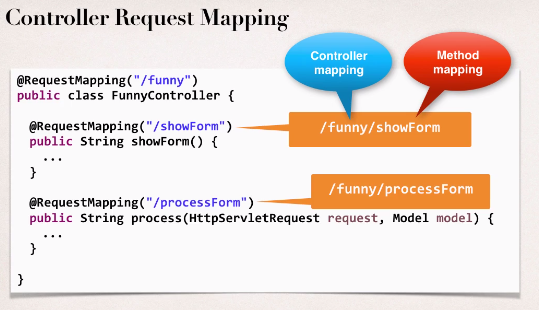 Controller Request Mapping
Controller
mapping
Method
mapping
@RequestMapping("/funny")
public class FunnyController {
@RequestMapping("/showForm")
/funny/showForm
public String showForm() {
...
}
/funny/processForm
@RequestMapping("/processForm")
public String process(HttpServletRequest request, Model model) {
...
}
}